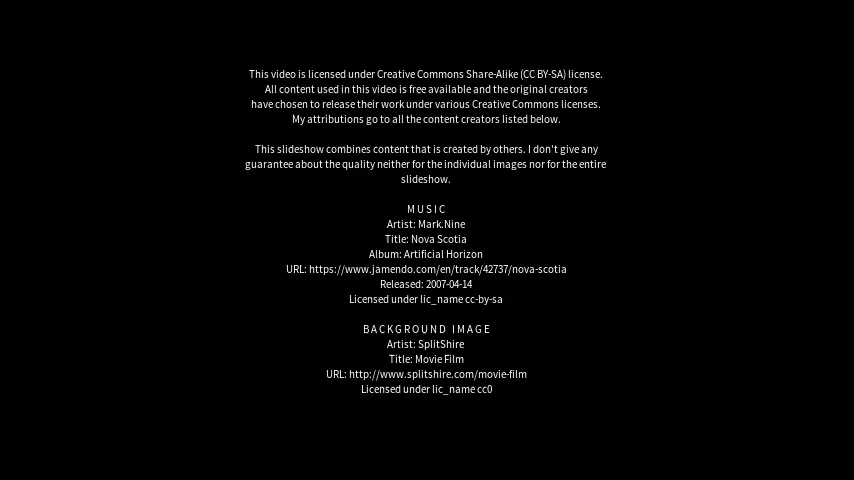 This video is licensed under Creative Commons Share-Alike (CC BY-SA) license.
All content used in this video is free available and the original creators
have chosen to release their work under various Creative Commons licenses.
My attributions go to all the content creators listed below.
This slideshow combines content that is created by others. I don't give any
guarantee about the quality neither for the individual images nor for the entire
slideshow.
M U S I C
Artist: Mark.Nine
Title: Nova Scotia
Album: Artificial Horizon
URL: https://www.jamendo.com/en/track/42737/nova-scotia
Released: 2007-04-14
Licensed under lic_name cc-by-sa
B A C K G R O U N D   I M A G E
Artist: SplitShire
Title: Movie Film
URL: http://www.splitshire.com/movie-film
Licensed under lic_name cc0